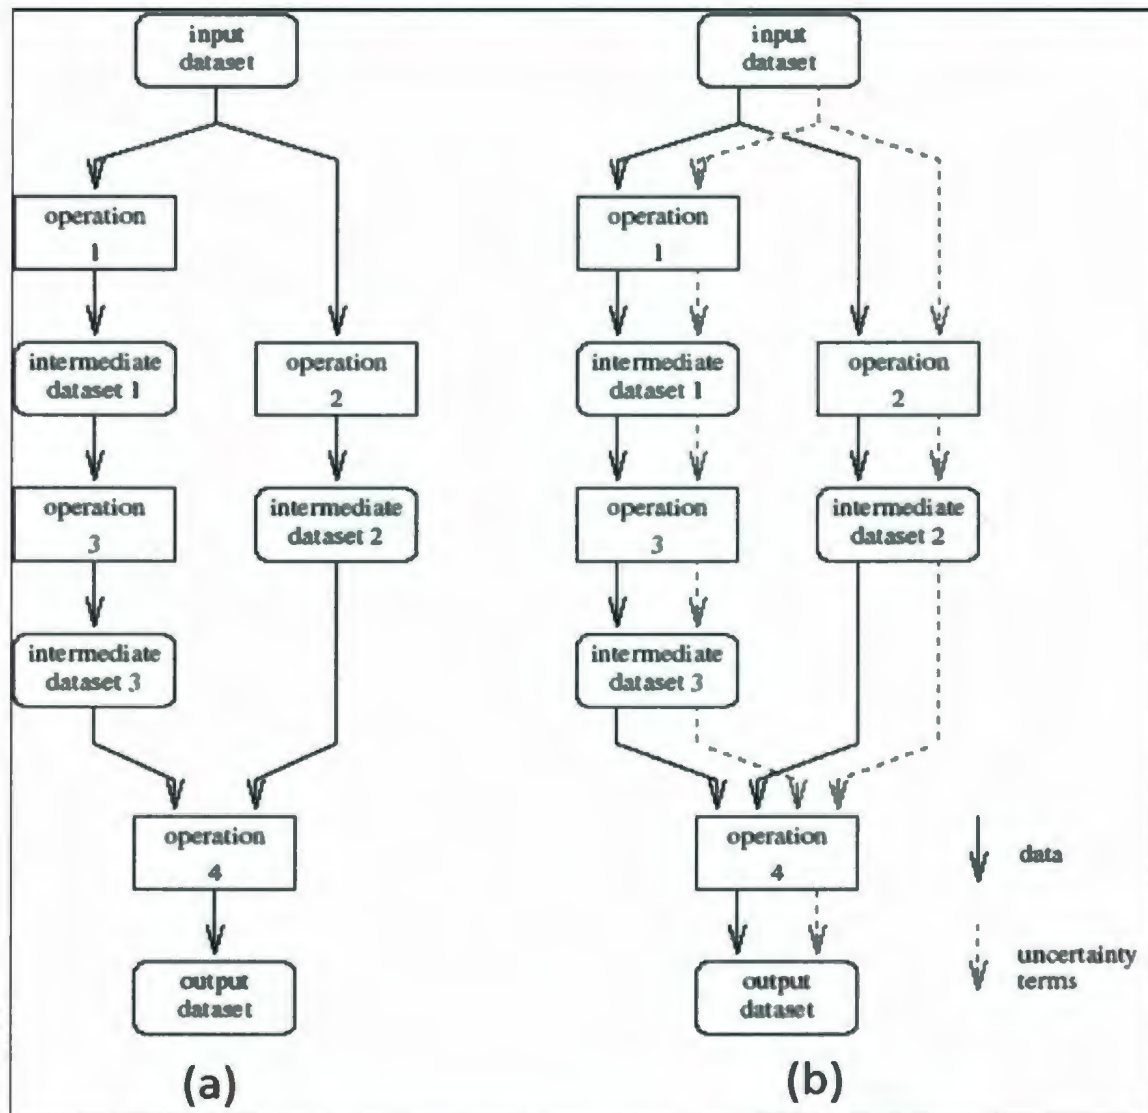 input
dataset
operation
1
intermediate
dataset 1
operation
2
operation
3
intermediate
dataset 2
intermediate
dataset 3
operation
4
output
dataset
(a)
input
dataset
operation
1
intermediate
dataset 1
operation
2
operation
3
intermediate
dataset 2
intermediate
dataset 3
operation
4
output
dataset
data
uncertainty
terms
(b)